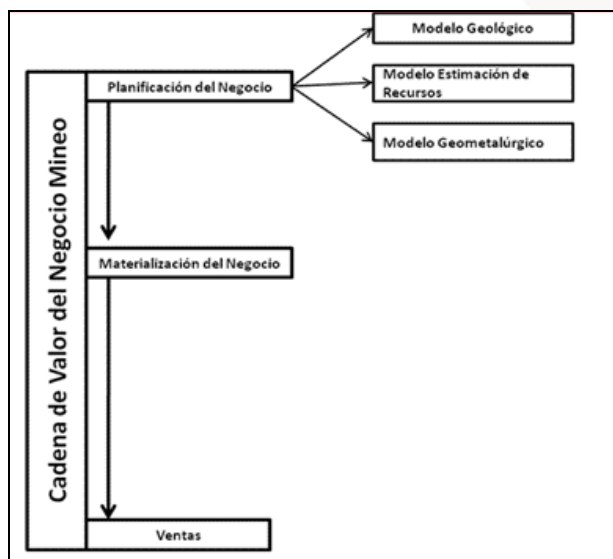 Cadena de Valor del Negocio Mineo
Planificación del Negocio
Modelo Geológico
Modelo Estimación de
Recursos
Modelo Geometalúrgico
Materialización del Negocio
Ventas